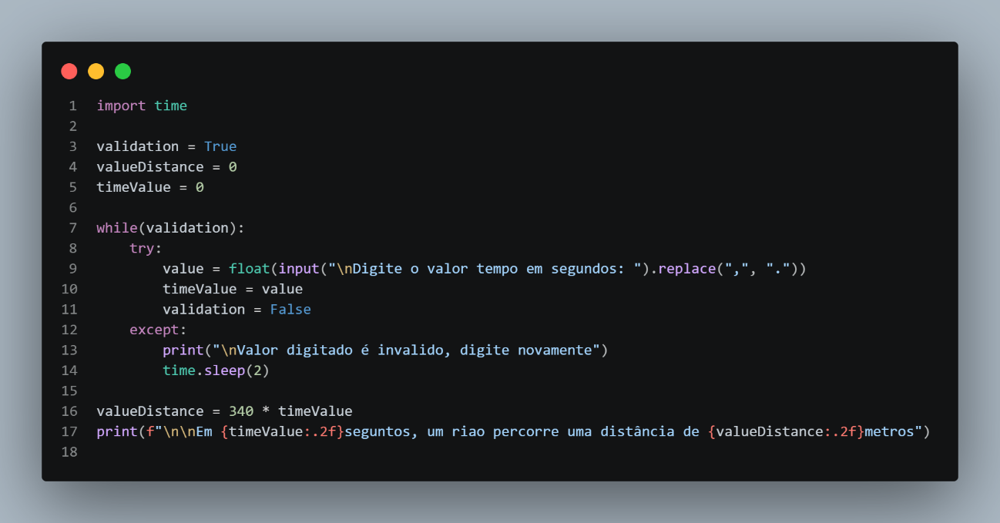 1 import time
2
3 validation = True
4 valueDistance = 0
5 timeValue = 0
6
7 while(validation):
8     try:
9         value = float(input("\nDigite o valor tempo em segundos: ").replace(",", "."))
10         timeValue = value
11         validation = False
12     except:
13         print("\nValor digitado é invalido, digite novamente")
14         time.sleep(2)
15
16 valueDistance = 340 * timeValue
17 print(f"\n\nEm {timeValue:.2f}seguntos, um riao percorre uma distância de {valueDistance:.2f}metros")
18